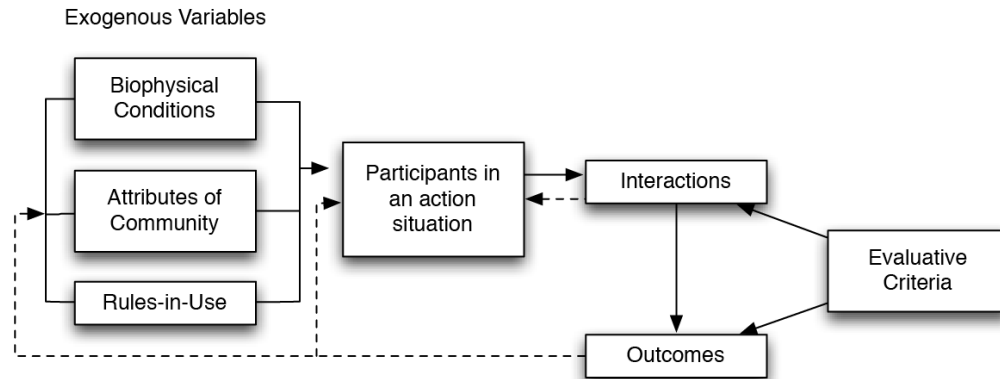 Exogenous Variables
Biophysical
Conditions
Attributes of
Community
Rules-in-Use
Participants in
an action
situation
Interactions
Outcomes
Evaluative
Criteria